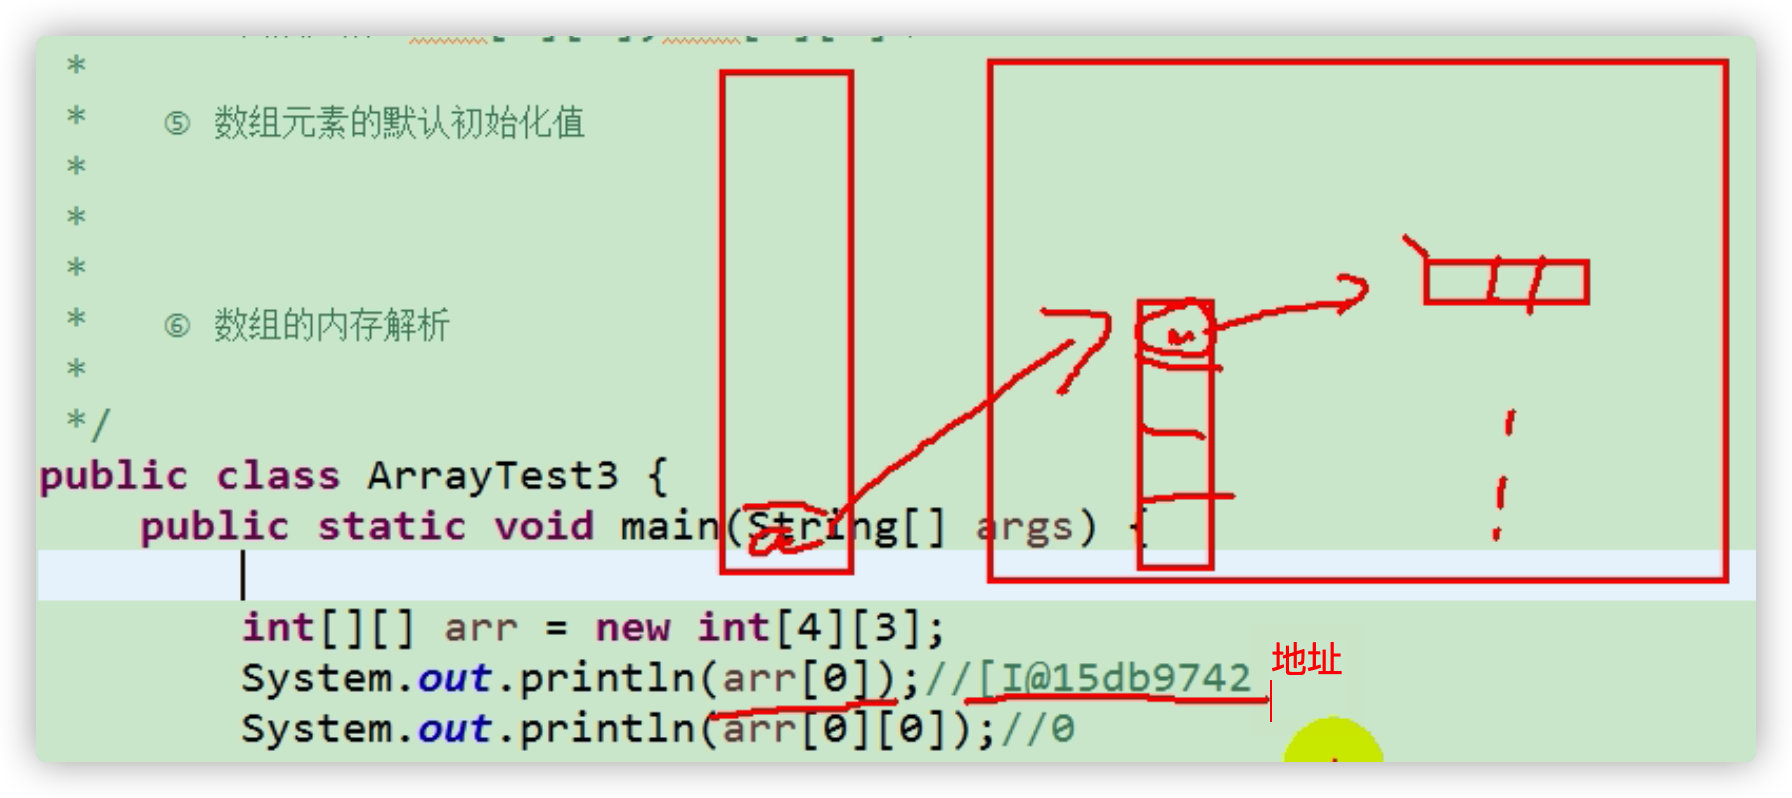 *
* ⑤ 数组元素的默认初始化值
*
*
*
* ⑥ 数组的内存解析
*
*/
public class ArrayTest3 {
public static void main(String[] args) {
int[][] arr = new int[4][3];
System.out.println(arr[0]);//[I@15db9742 地址
System.out.println(arr[0][0]);//0